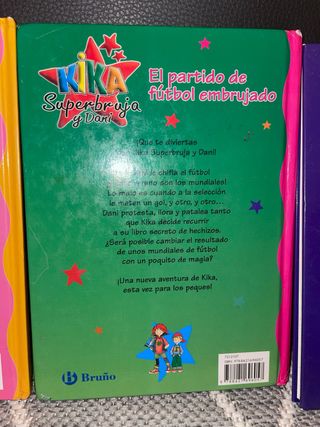 KIKA
Superbruja
y Dani
El partido de
fútbol embrujado
¡Que te diviertas
Kika Superbruja y Dani!
chifla el fútbol
no son los mundiales!
Lo malo es cuando a la selección
le meten un gol, y otro, y otro...
Dani protesta, llora y patalea tanto
que Kika decide recurrir
a su libro secreto de hechizos.
¿Será posible cambiar el resultado
de unos mundiales de fútbol
con un poquito de magia?
¡Una nueva aventura de Kika,
esta vez para los peques!
B Bruño